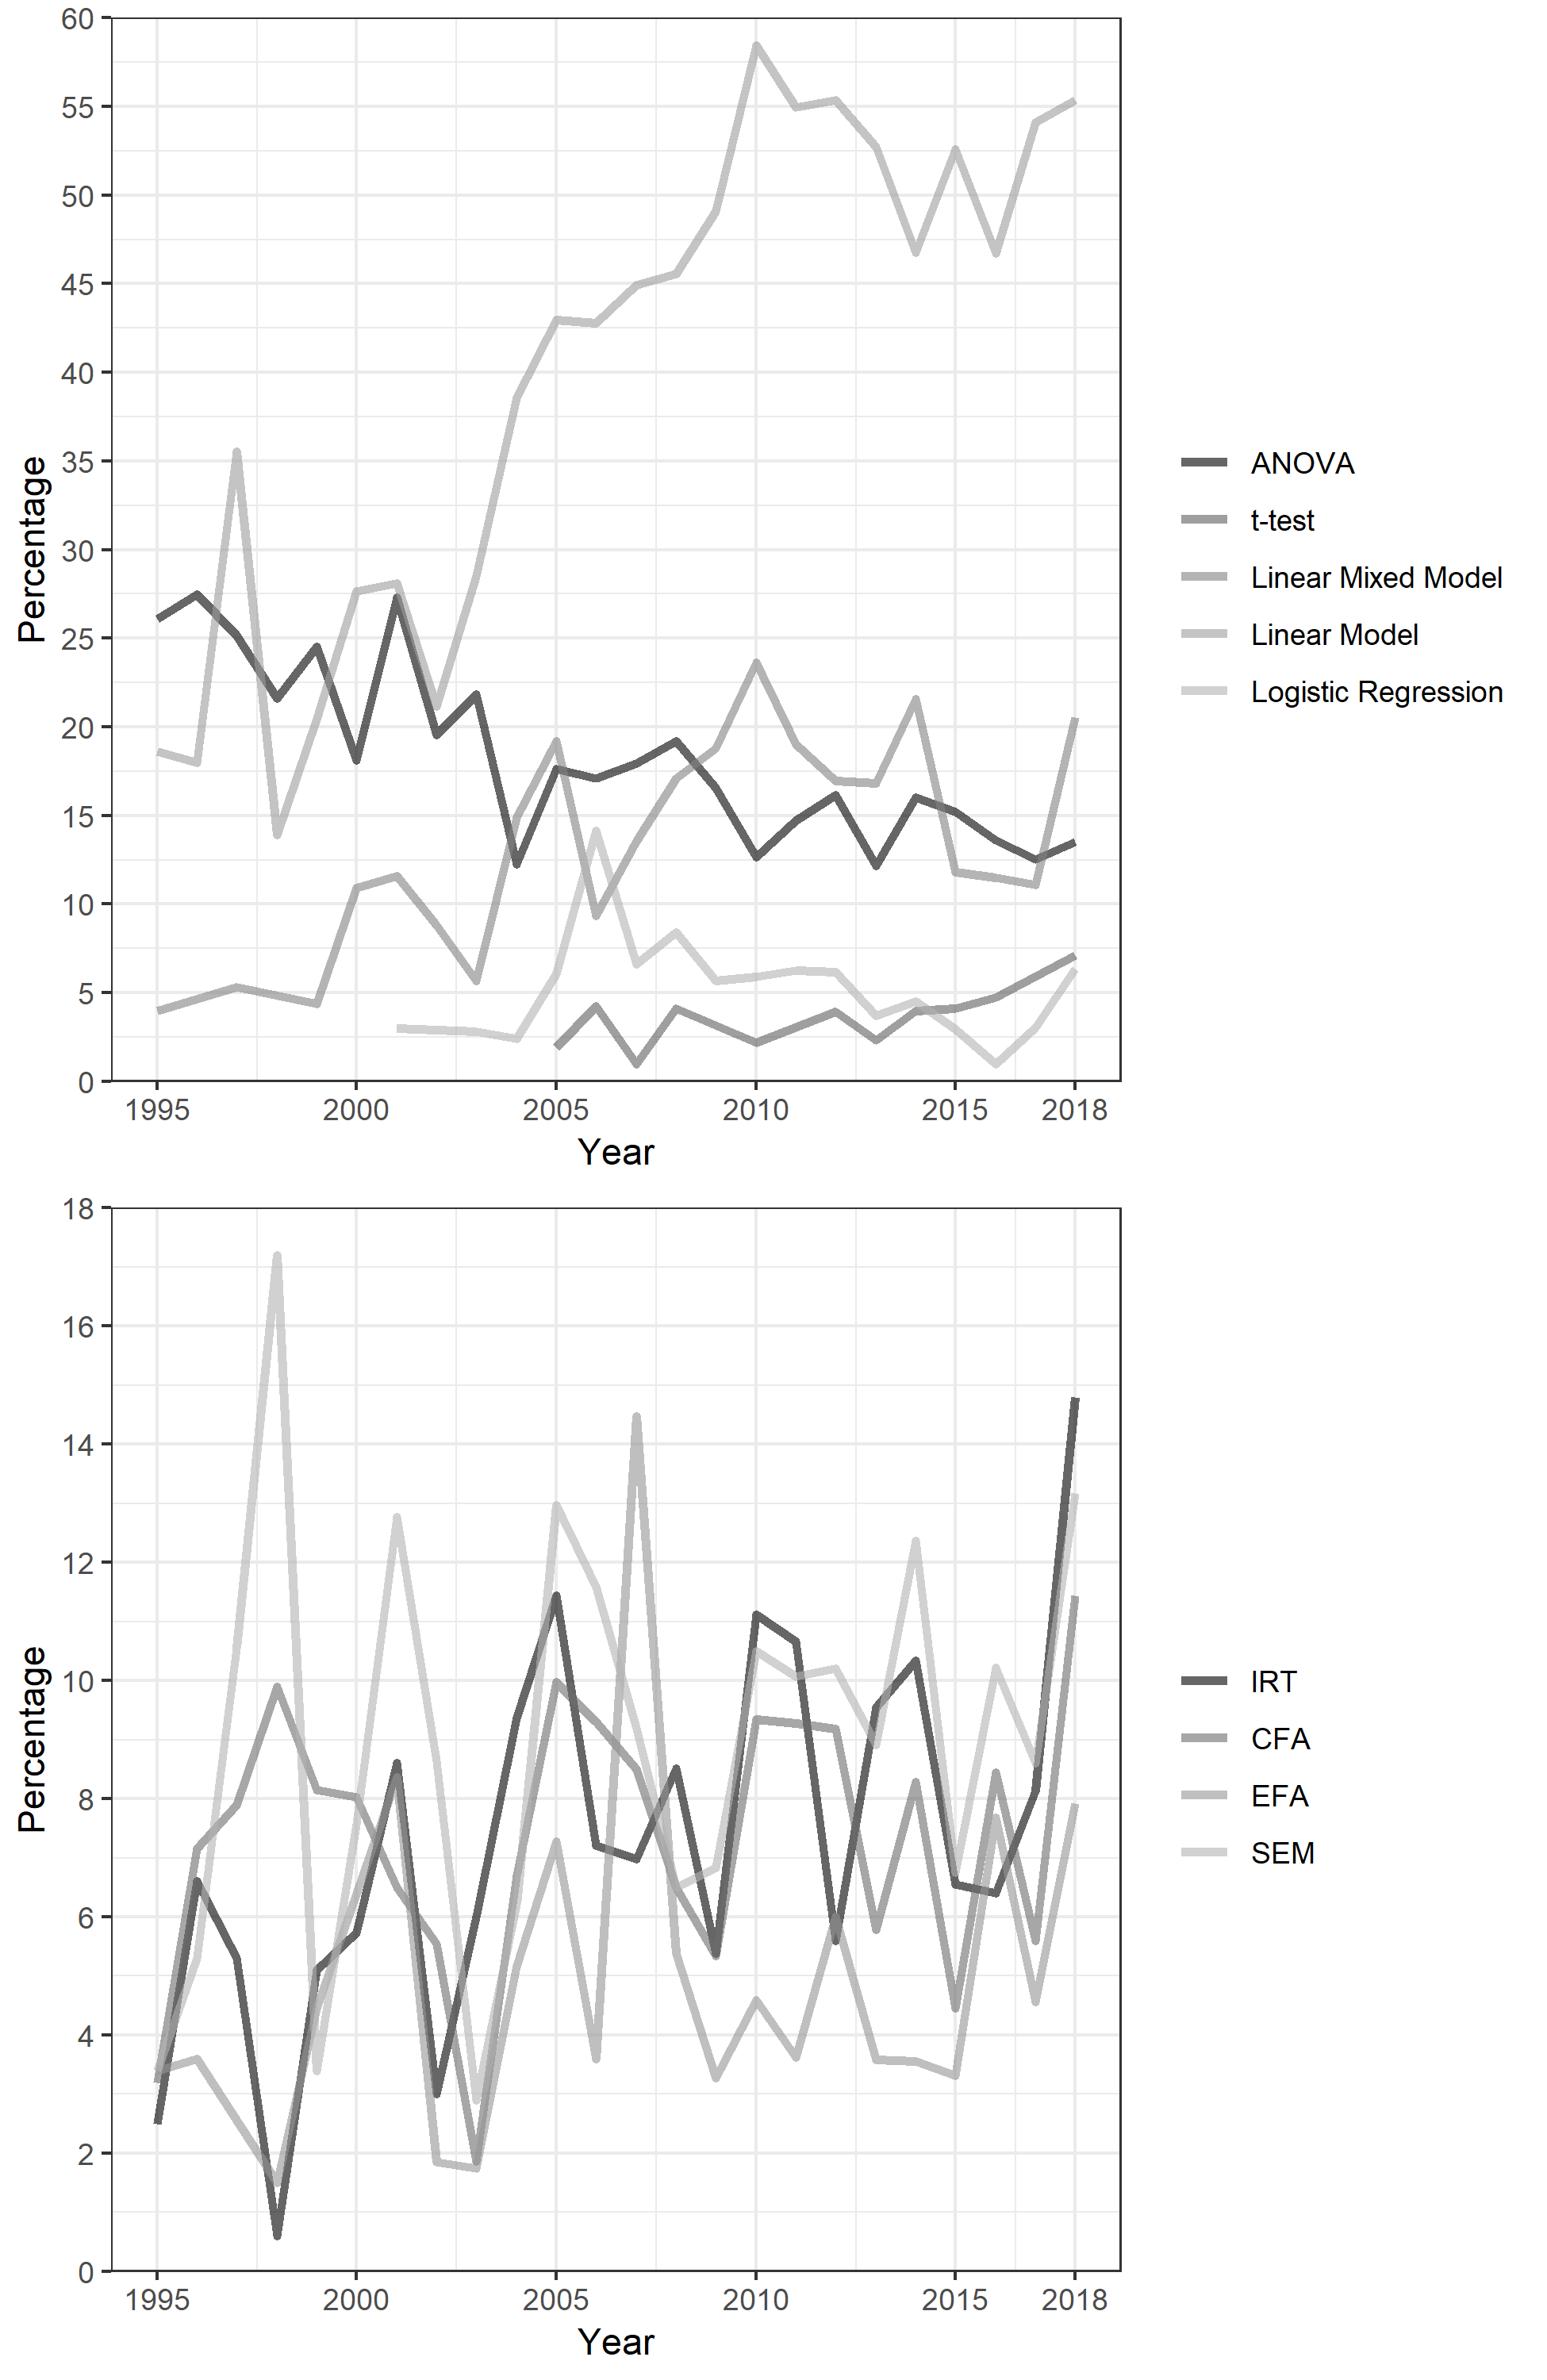 60
55
50
45
40
35
30
25
20
15
10
5
0
Percentage
1995 2000 2005 2010 2015 2018
Year
ANOVA
t-test
Linear Mixed Model
Linear Model
Logistic Regression
18
16
14
12
10
8
6
4
2
0
Percentage
1995 2000 2005 2010 2015 2018
Year
IRT
CFA
EFA
SEM